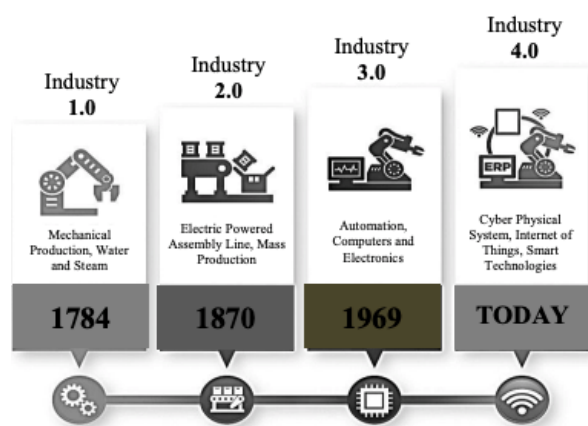 Industry
1.0
Mechanical
Production, Water
and Steam
1784
Industry
2.0
Electric Powered
Assembly Line, Mass
Production
1870
Industry
3.0
Automation,
Computers and
Electronics
1969
Industry
4.0
ERP
Cyber Physical
System, Internet of
Things, Smart
Technologies
TODAY